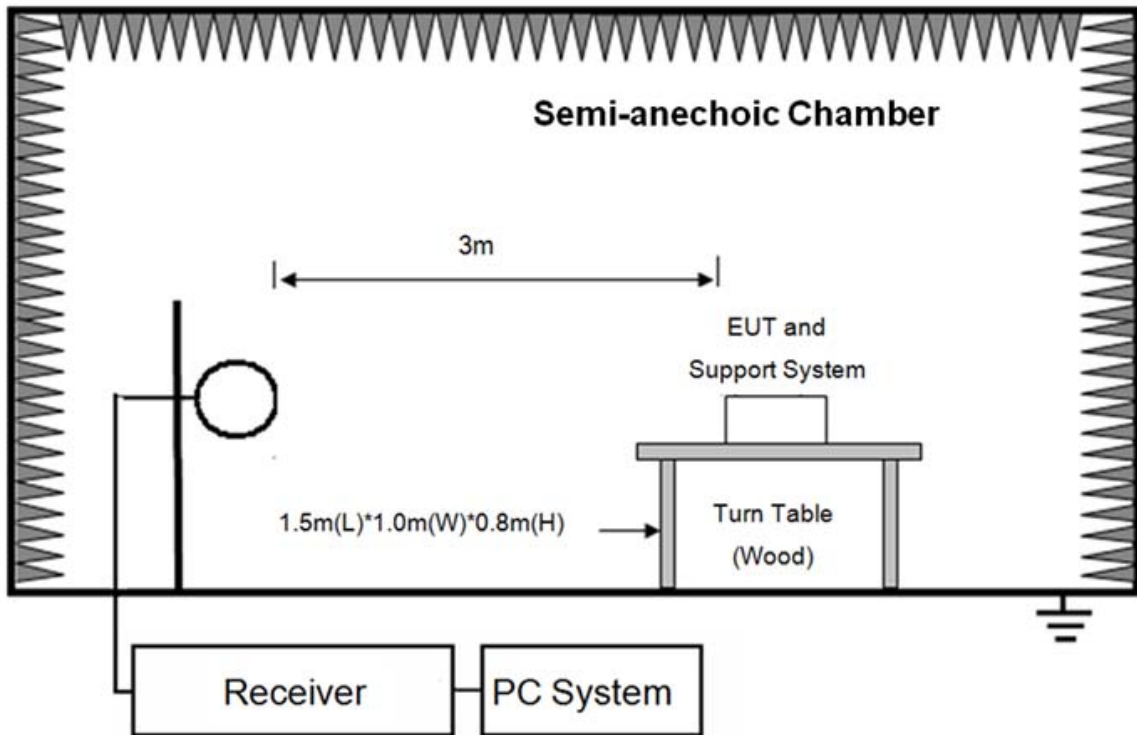 Semi-anechoic Chamber
3m
EUT and
Support System
1.5m(L)*1.0m(W)*0.8m(H)
Turn Table
(Wood)
Receiver
PC System